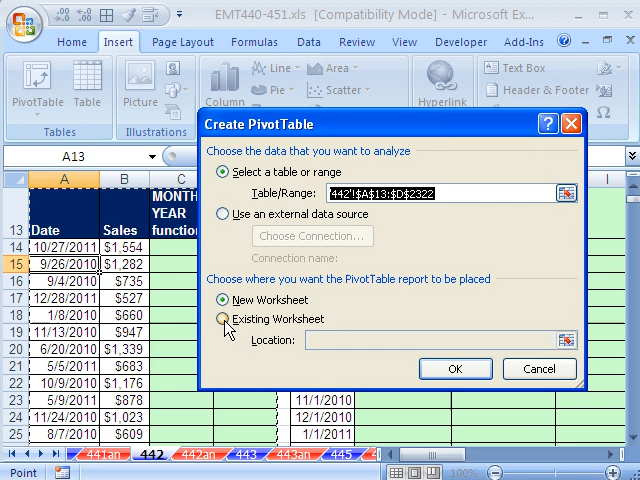 EMT440-451.xls [Compatibility Mode] - Microsoft Ex...
Home Insert Page Layout Formulas Data Review View Developer Add-Ins
PivotTable Table Picture Column Line Area Pie Scatter Hyperlink Text Box Header & Footer
Tables Illustrations
A13
Create PivotTable
Choose the data that you want to analyze
Select a table or range
Table/Range: '442'!$A$13:$D$2322
Use an external data source
Choose Connection...
Connection name:
Choose where you want the PivotTable report to be placed
New Worksheet
Existing Worksheet
Location:
OK Cancel
A B C I
MONTH
YEAR
13 Date Sales function
14 10/27/2011 $1,554
15 9/26/2010 $1,282
16 9/4/2010 $735
17 12/28/2011 $527
18 1/8/2010 $660
19 11/13/2010 $947
20 6/20/2010 $1,339
21 5/5/2011 $683
22 10/9/2010 $1,176
23 5/9/2011 $878 11/1/2010
24 11/24/2010 $1,023 12/1/2010
25 8/7/2010 $609 1/1/2011
441an 442 442an 443 443an 444 445
Point 100%